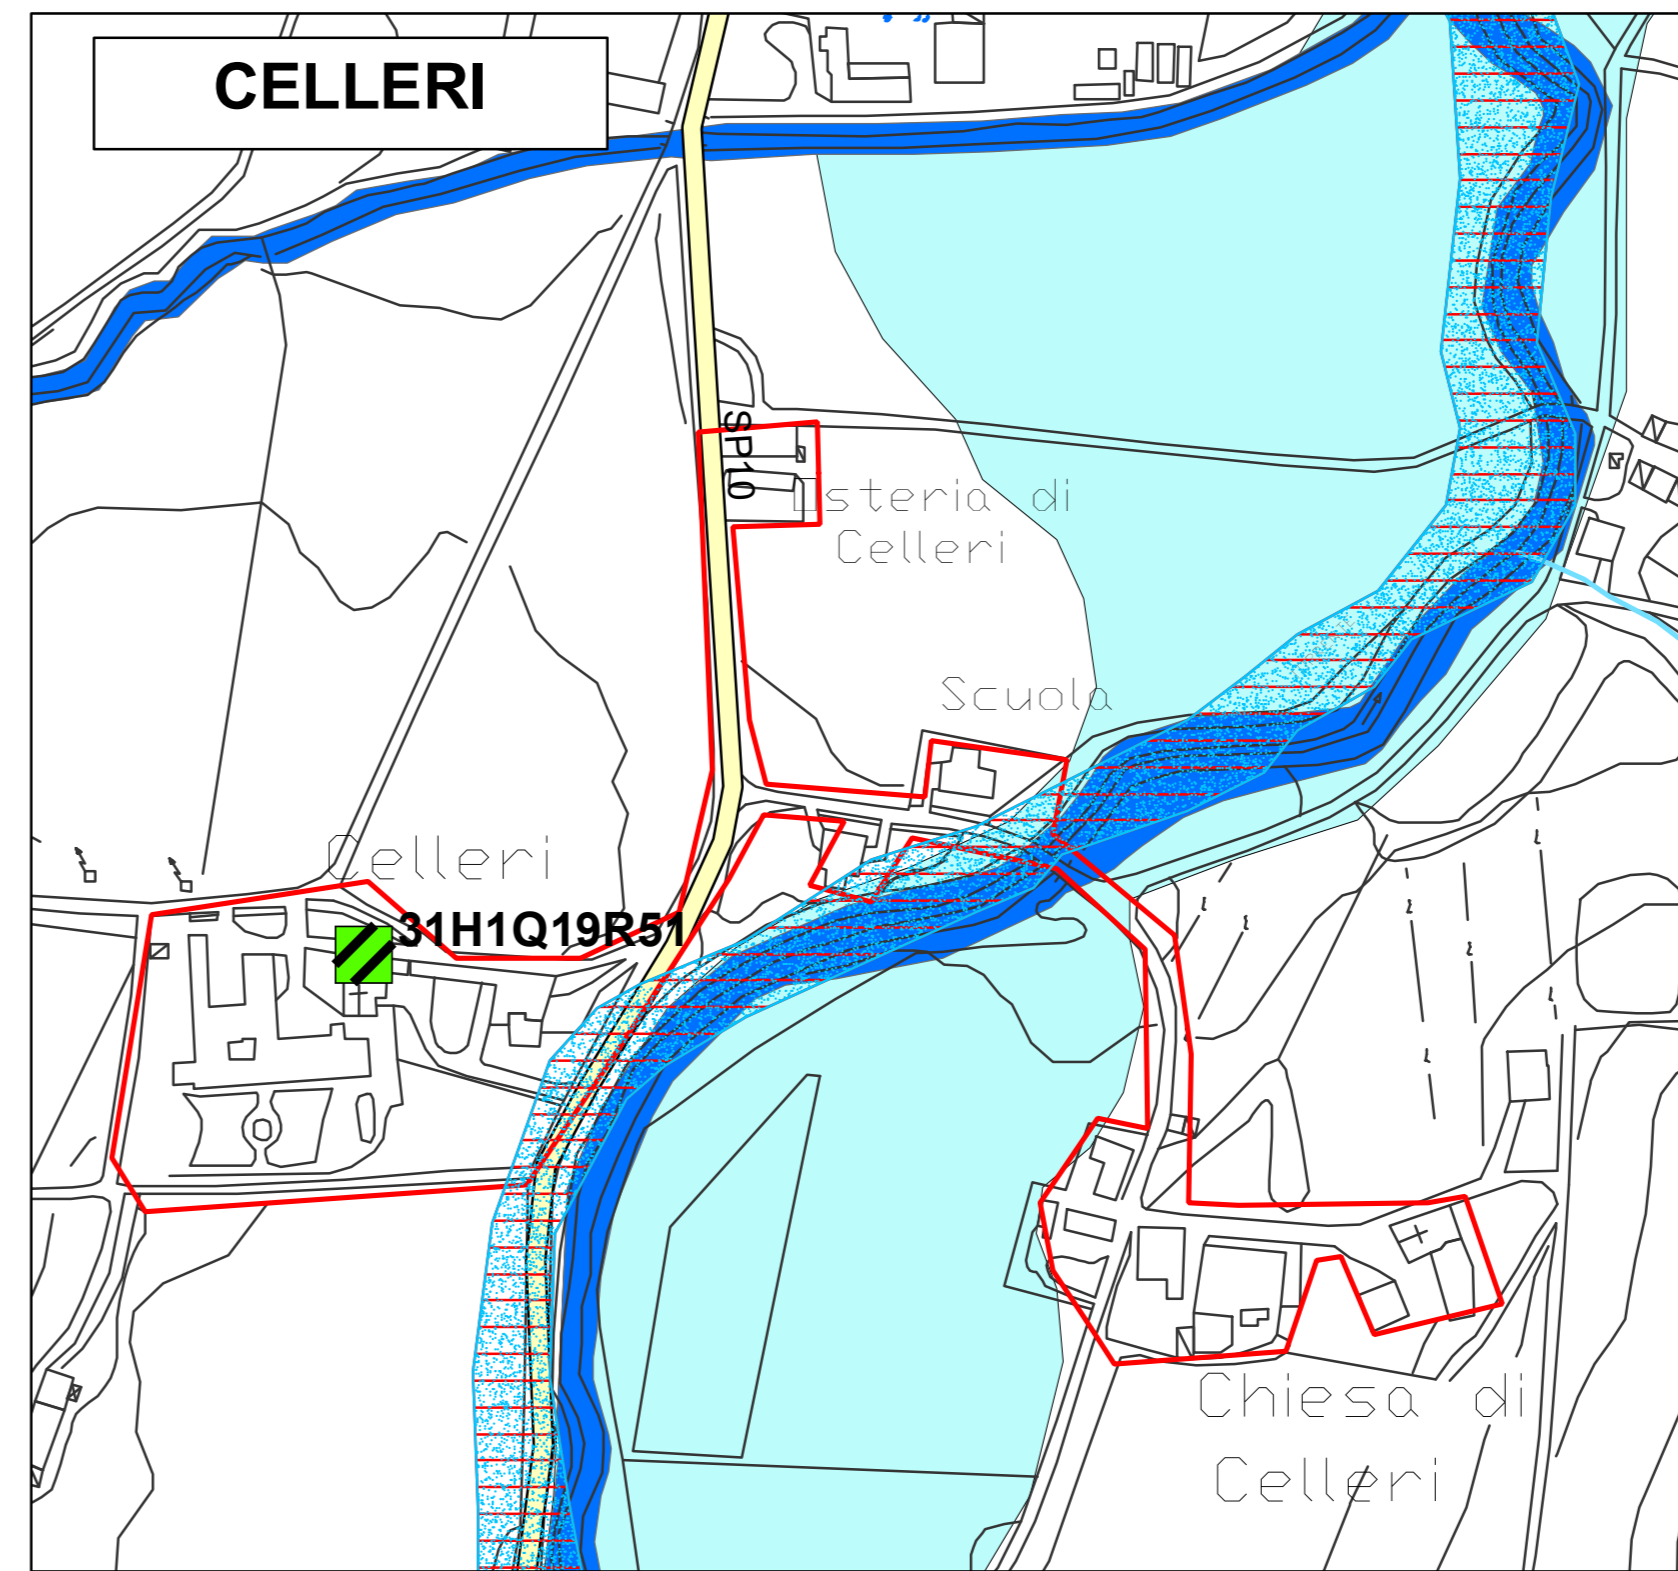 CELLERI
SP10
Osteria di
Celleri
Scuola
Celleri
31H1Q19R51
Chiesa di
Celleri